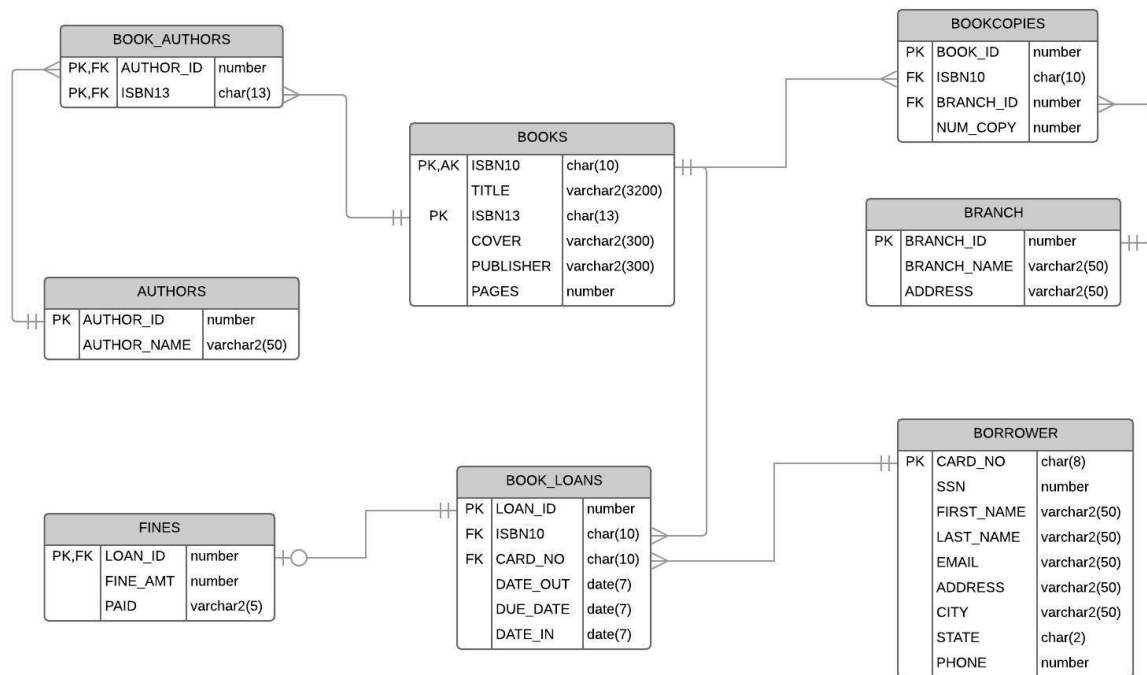 BOOK_AUTHORS
PK,FK AUTHOR_ID number
PK,FK ISBN13 char(13)
BOOKCOPIES
PK BOOK_ID number
FK ISBN10 char(10)
FK BRANCH_ID number
NUM_COPY number
BOOKS
PK,AK ISBN10 char(10)
TITLE varchar2(3200)
PK ISBN13 char(13)
COVER varchar2(300)
PUBLISHER varchar2(300)
PAGES number
BRANCH
PK BRANCH_ID number
BRANCH_NAME varchar2(50)
ADDRESS varchar2(50)
AUTHORS
PK AUTHOR_ID number
AUTHOR_NAME varchar2(50)
BORROWER
PK CARD_NO char(8)
SSN number
FIRST_NAME varchar2(50)
LAST_NAME varchar2(50)
EMAIL varchar2(50)
ADDRESS varchar2(50)
CITY varchar2(50)
STATE char(2)
PHONE number
BOOK_LOANS
PK LOAN_ID number
FK ISBN10 char(10)
FK CARD_NO char(10)
DATE_OUT date(7)
DUE_DATE date(7)
DATE_IN date(7)
FINES
PK,FK LOAN_ID number
FINE_AMT number
PAID varchar2(5)